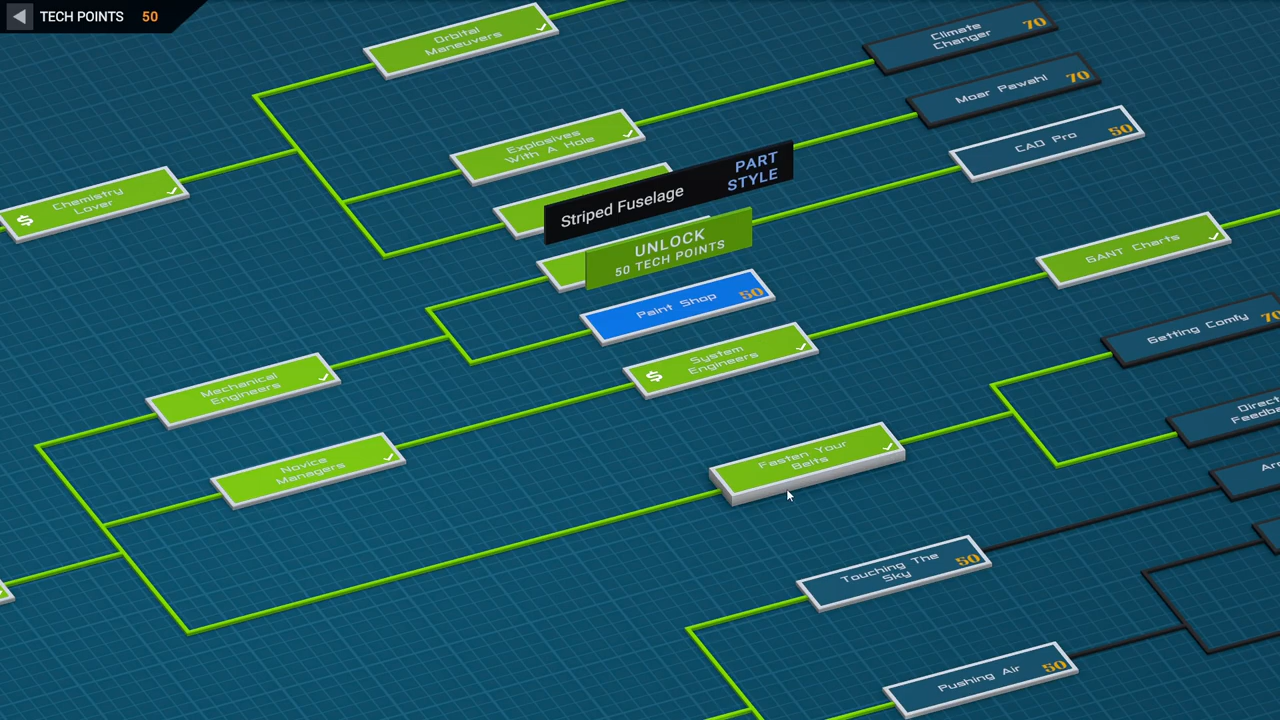 TECH POINTS 50
Orbital
Maneuvers
Climate
Changer
70
Moar Pawah!
70
Explosives
With A Hole
CAD Pro
50
Chemistry
Lover
$
Striped Fuselage
PART
STYLE
UNLOCK
50 TECH POINTS
GANT Charts
Paint Shop
50
Getting Comfy
70
System
Engineers
$
Mechanical
Engineers
Direct
Feedba
Fasten Your
Belts
Novice
Managers
Touching The
Sky
50
Pushing Air
50